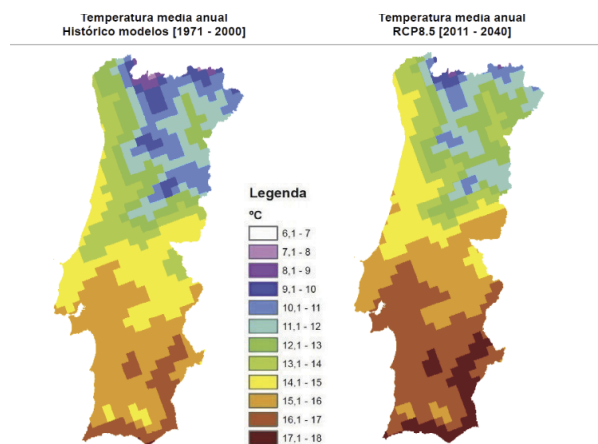 Temperatura media anual
Histórico modelos [1971 - 2000]
Temperatura media anual
RCP8.5 [2011 - 2040]
Legenda
ºC
6,1 - 7
7,1 - 8
8,1 - 9
9,1 - 10
10,1 - 11
11,1 - 12
12,1 - 13
13,1 - 14
14,1 - 15
15,1 - 16
16,1 - 17
17,1 - 18